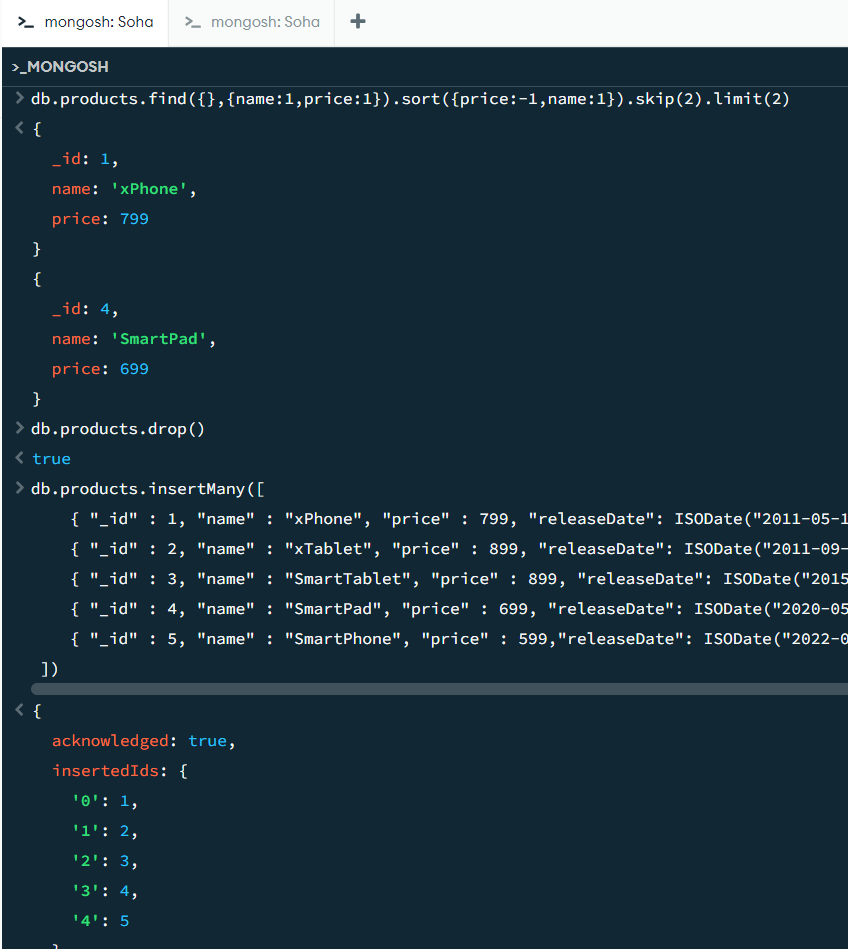 >_ mongosh: Soha >_ mongosh: Soha +
>_MONGOSH
> db.products.find({},{name:1,price:1}).sort({price:-1,name:1}).skip(2).limit(2)
< {
_id: 1,
name: 'xPhone',
price: 799
}
{
_id: 4,
name: 'SmartPad',
price: 699
}
> db.products.drop()
< true
> db.products.insertMany([
{ "_id" : 1, "name" : "xPhone", "price" : 799, "releaseDate": ISODate("2011-05-1
{ "_id" : 2, "name" : "xTablet", "price" : 899, "releaseDate": ISODate("2011-09-
{ "_id" : 3, "name" : "SmartTablet", "price" : 899, "releaseDate": ISODate("2015
{ "_id" : 4, "name" : "SmartPad", "price" : 699, "releaseDate": ISODate("2020-05
{ "_id" : 5, "name" : "SmartPhone", "price" : 599,"releaseDate": ISODate("2022-0
])
< {
acknowledged: true,
insertedIds: {
'0': 1,
'1': 2,
'2': 3,
'3': 4,
'4': 5
}